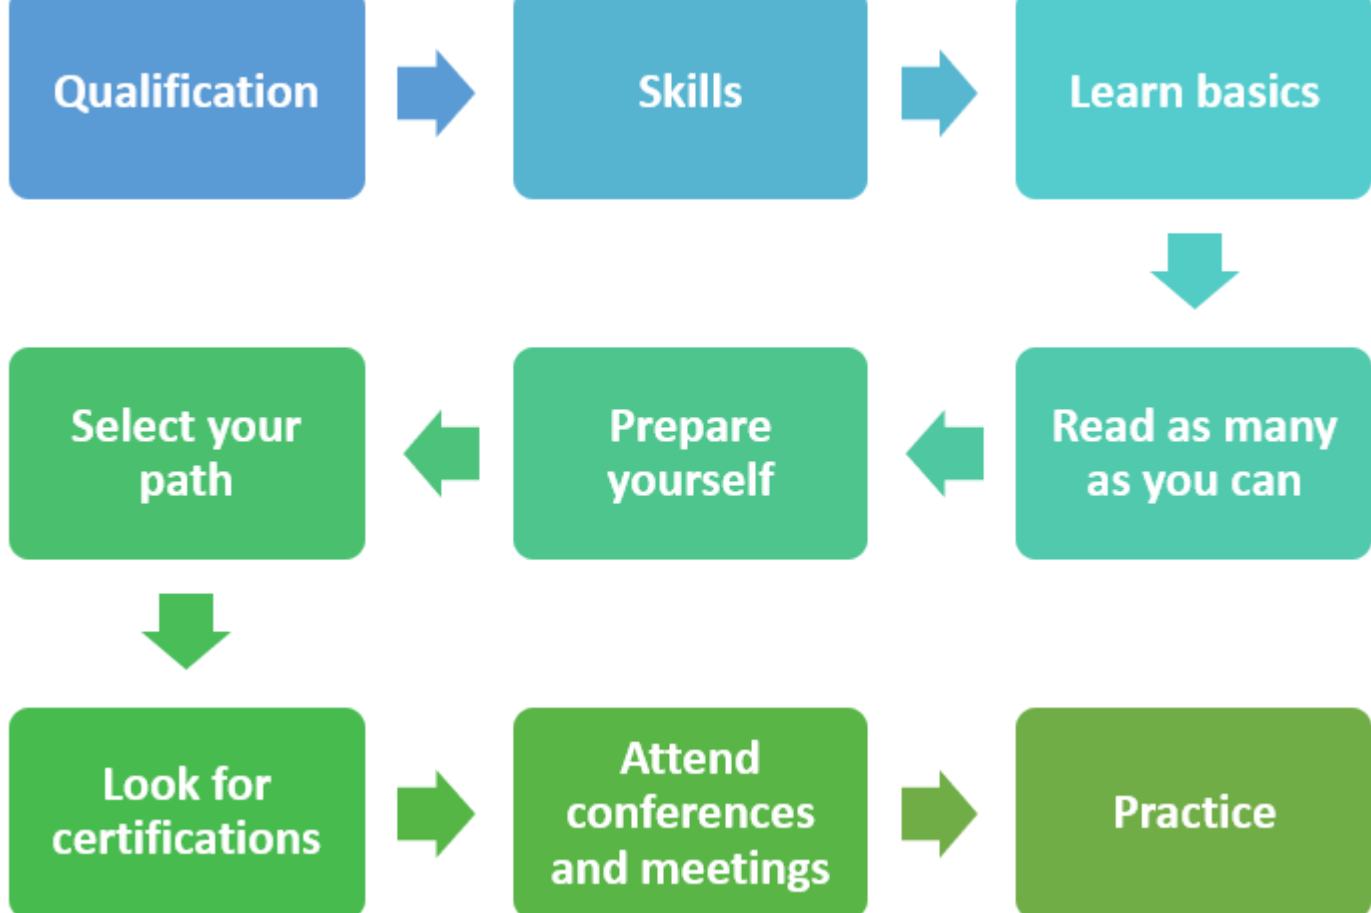 Qualification
Skills
Learn basics
Read as many
as you can
Prepare
yourself
Select your
path
Look for
certifications
Attend
conferences
and meetings
Practice